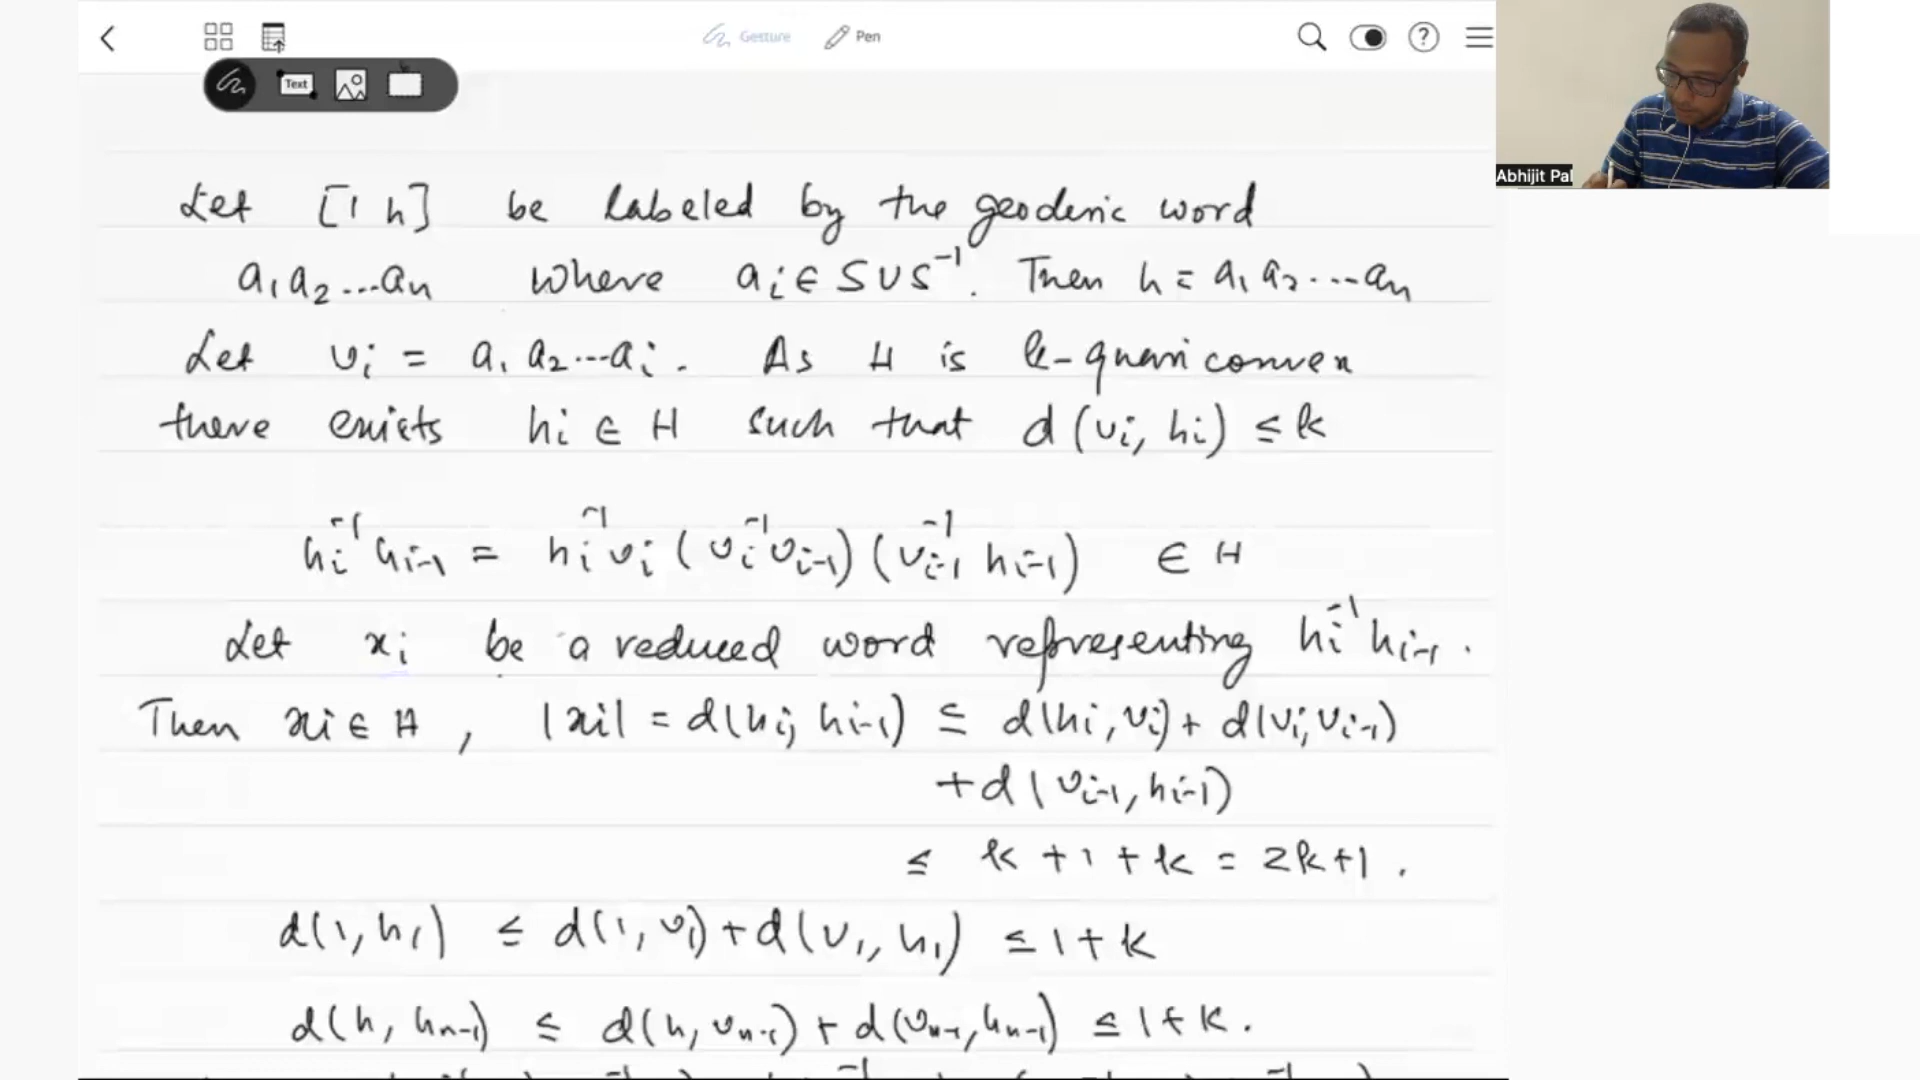 Gesture
Pen
Text
Abhijit Pal
Let [1 h] be labeled by the geodesic word
a₁a₂...aₙ where aᵢ ∈ S∪S⁻¹. Then h = a₁a₂...aₙ
Let vᵢ = a₁a₂...aᵢ. As H is k-quasiconvex
there exists hᵢ ∈ H such that d(vᵢ, hᵢ) ≤ k
hᵢ⁻¹hᵢ₋₁ = hᵢ⁻¹vᵢ(vᵢ⁻¹vᵢ₋₁)(vᵢ₋₁⁻¹hᵢ₋₁) ∈ H
Let xᵢ be a reduced word representing hᵢ⁻¹hᵢ₋₁.
Then xᵢ ∈ H, |xᵢ| = d(hᵢ, hᵢ₋₁) ≤ d(hᵢ, vᵢ) + d(vᵢ, vᵢ₋₁)
+ d(vᵢ₋₁, hᵢ₋₁)
≤ k + 1 + k = 2k+1.
d(1, h₁) ≤ d(1, v₁) + d(v₁, h₁) ≤ 1 + k
d(h, hₙ₋₁) ≤ d(h, vₙ₋₁) + d(vₙ₋₁, hₙ₋₁) ≤ 1 + k.